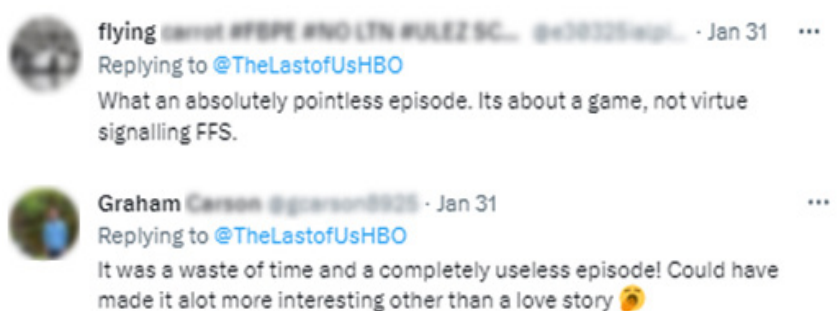 flying · Jan 31 ···
Replying to @TheLastofUsHBO
What an absolutely pointless episode. Its about a game, not virtue
signalling FFS.
Graham · Jan 31 ···
Replying to @TheLastofUsHBO
It was a waste of time and a completely useless episode! Could have
made it alot more interesting other than a love story 🥱